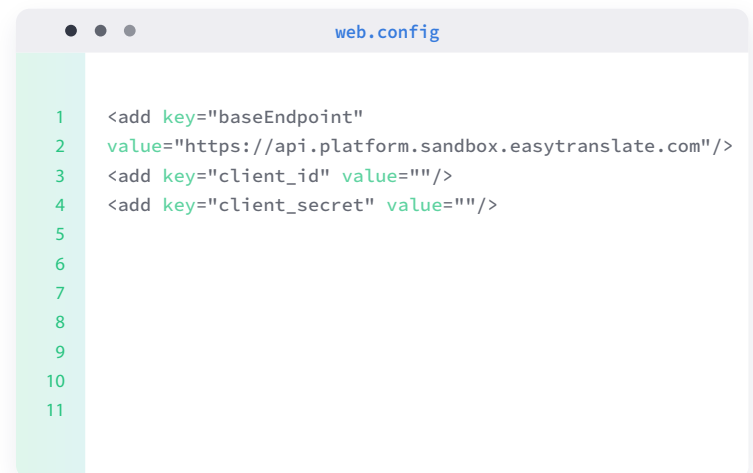 web.config
1 <add key="baseEndpoint"
2 value="https://api.platform.sandbox.easytranslate.com"/>
3 <add key="client_id" value=""/>
4 <add key="client_secret" value=""/>
5
6
7
8
9
10
11